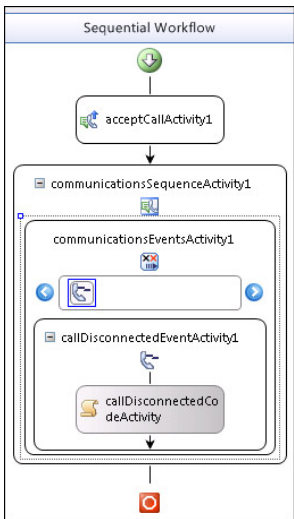 Sequential Workflow
acceptCallActivity1
communicationsSequenceActivity1
communicationsEventsActivity1
callDisconnectedEventActivity1
callDisconnectedCo
deActivity